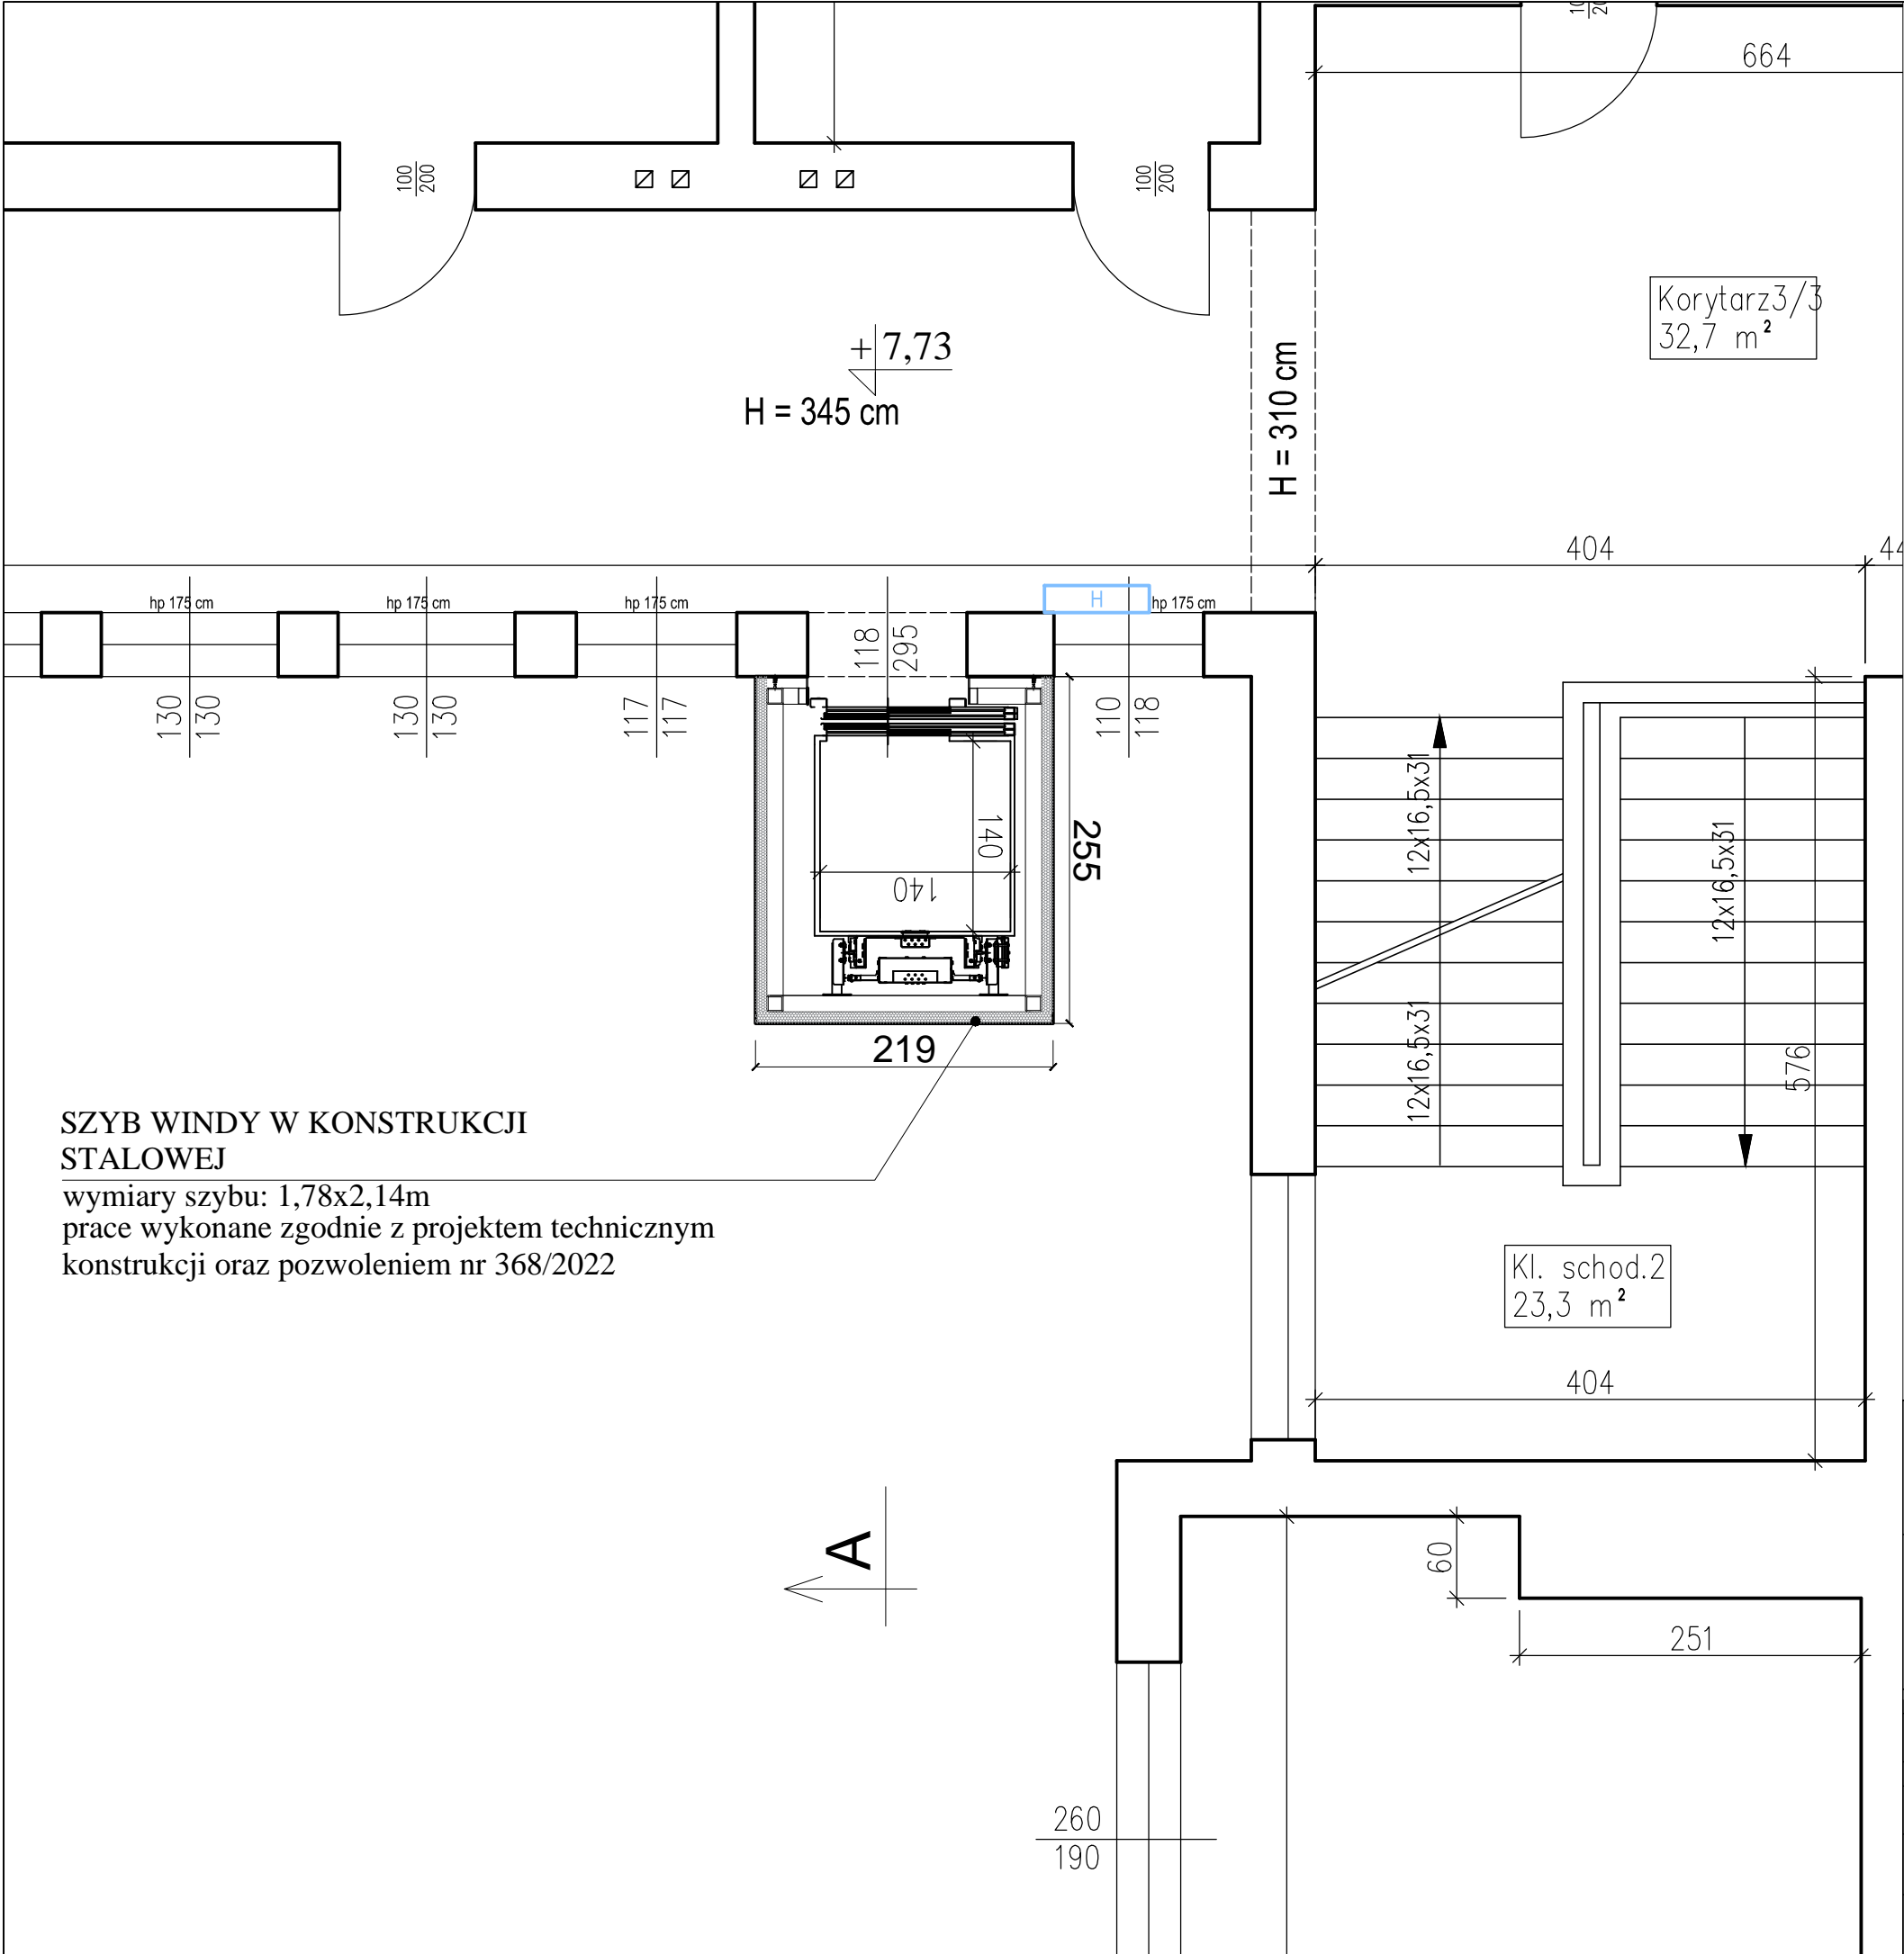 664
100
200
100
200
Korytarz3/3
32,7 m²
+7,73
H = 345 cm
H = 310 cm
404
hp 175 cm
hp 175 cm
hp 175 cm
H
hp 175 cm
118
295
130
130
130
130
117
117
110
118
140
140
255
219
12x16,5x31
12x16,5x31
12x16,5x31
576
SZYB WINDY W KONSTRUKCJI
STALOWEJ
wymiary szybu: 1,78x2,14m
prace wykonane zgodnie z projektem technicznym
konstrukcji oraz pozwoleniem nr 368/2022
Kl. schod.2
23,3 m²
404
A
60
251
260
190